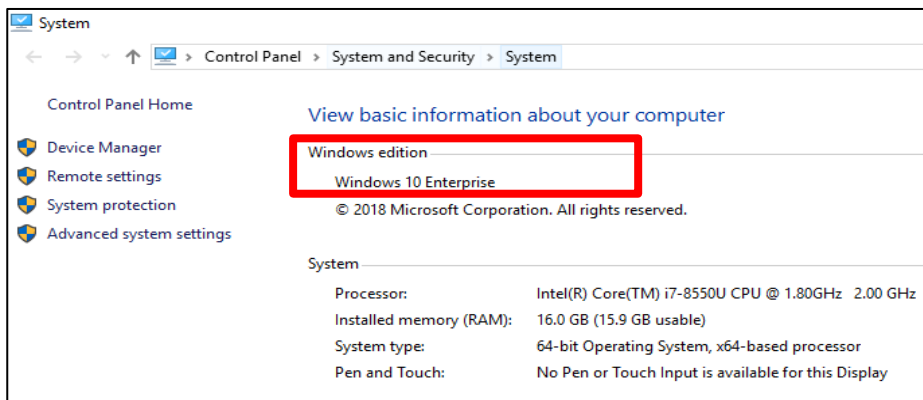 System
Control Panel > System and Security > System
Control Panel Home
Device Manager
Remote settings
System protection
Advanced system settings
View basic information about your computer
Windows edition
Windows 10 Enterprise
© 2018 Microsoft Corporation. All rights reserved.
System
Processor: Intel(R) Core(TM) i7-8550U CPU @ 1.80GHz 2.00 GHz
Installed memory (RAM): 16.0 GB (15.9 GB usable)
System type: 64-bit Operating System, x64-based processor
Pen and Touch: No Pen or Touch Input is available for this Display